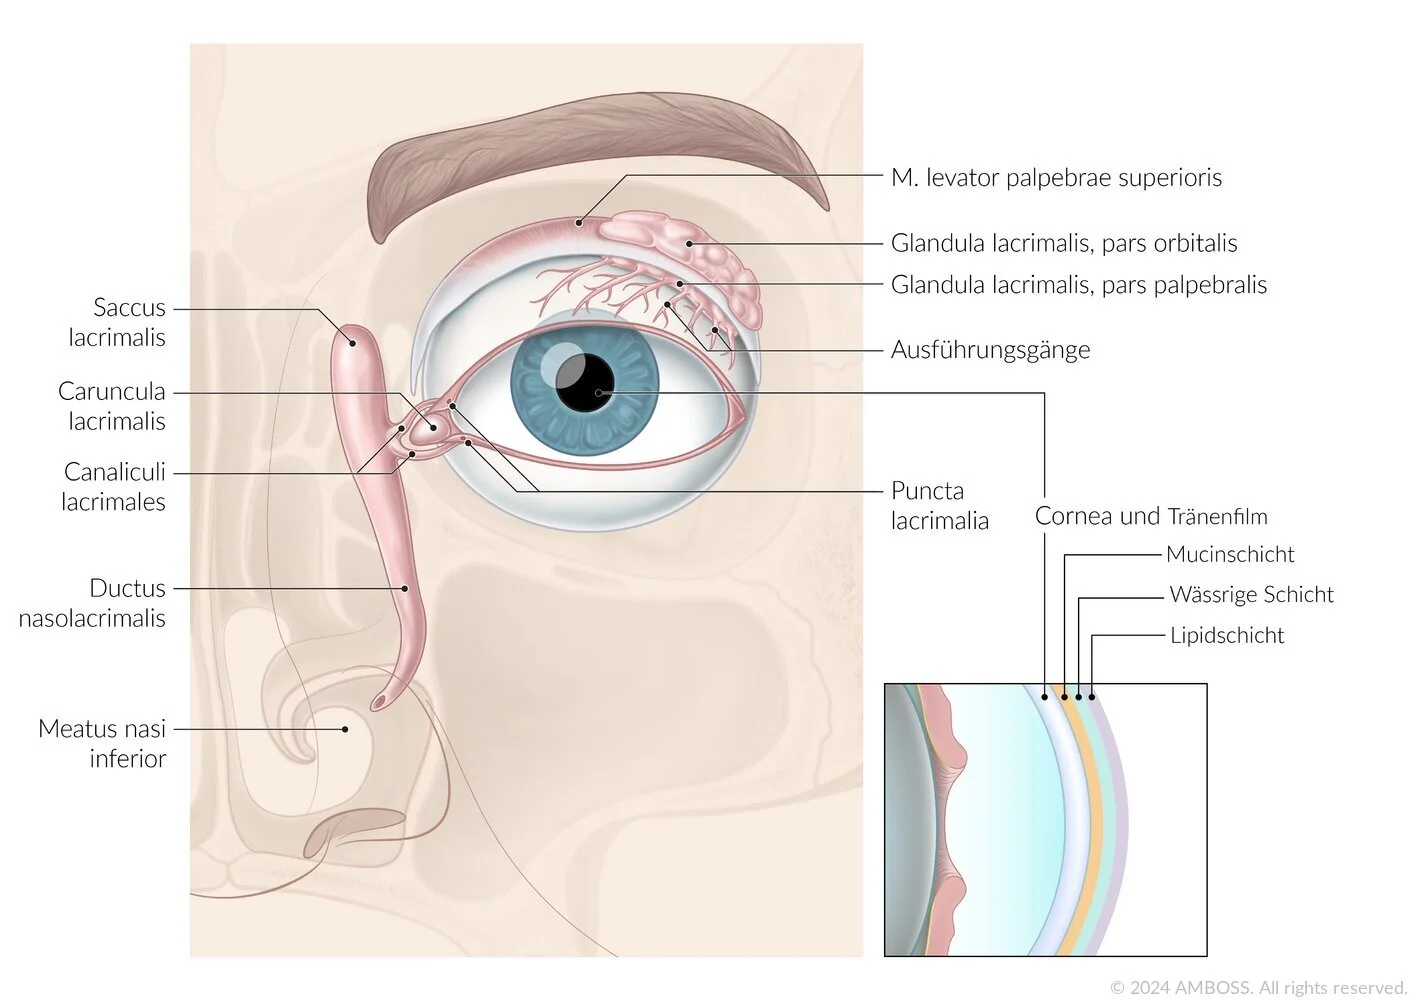 M. levator palpebrae superioris
Glandula lacrimalis, pars orbitalis
Glandula lacrimalis, pars palpebralis
Ausführungsgänge
Saccus
lacrimalis
Caruncula
lacrimalis
Canaliculi
lacrimales
Ductus
nasolacrimalis
Meatus nasi
inferior
Puncta
lacrimalia
Cornea und Tränenfilm
Mucinschicht
Wässrige Schicht
Lipidschicht
© 2024 AMBOSS. All rights reserved.